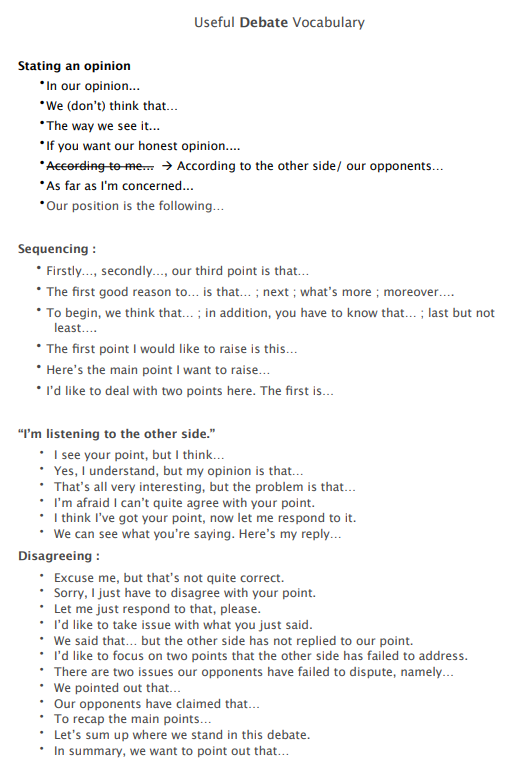 Useful Debate Vocabulary
Stating an opinion
•In our opinion...
•We (don't) think that…
•The way we see it...
•If you want our honest opinion....
•According to me... → According to the other side/ our opponents…
•As far as I'm concerned...
•Our position is the following…
Sequencing :
• Firstly…, secondly…, our third point is that…
• The first good reason to… is that… ; next ; what’s more ; moreover….
• To begin, we think that… ; in addition, you have to know that… ; last but not
least….
• The first point I would like to raise is this…
• Here’s the main point I want to raise…
• I’d like to deal with two points here. The first is…
“I’m listening to the other side.”
• I see your point, but I think…
• Yes, I understand, but my opinion is that…
• That’s all very interesting, but the problem is that…
• I’m afraid I can’t quite agree with your point.
• I think I’ve got your point, now let me respond to it.
• We can see what you’re saying. Here’s my reply…
Disagreeing :
• Excuse me, but that’s not quite correct.
• Sorry, I just have to disagree with your point.
• Let me just respond to that, please.
• I’d like to take issue with what you just said.
• We said that… but the other side has not replied to our point.
• I’d like to focus on two points that the other side has failed to address.
• There are two issues our opponents have failed to dispute, namely…
• We pointed out that…
• Our opponents have claimed that…
• To recap the main points…
• Let’s sum up where we stand in this debate.
• In summary, we want to point out that…